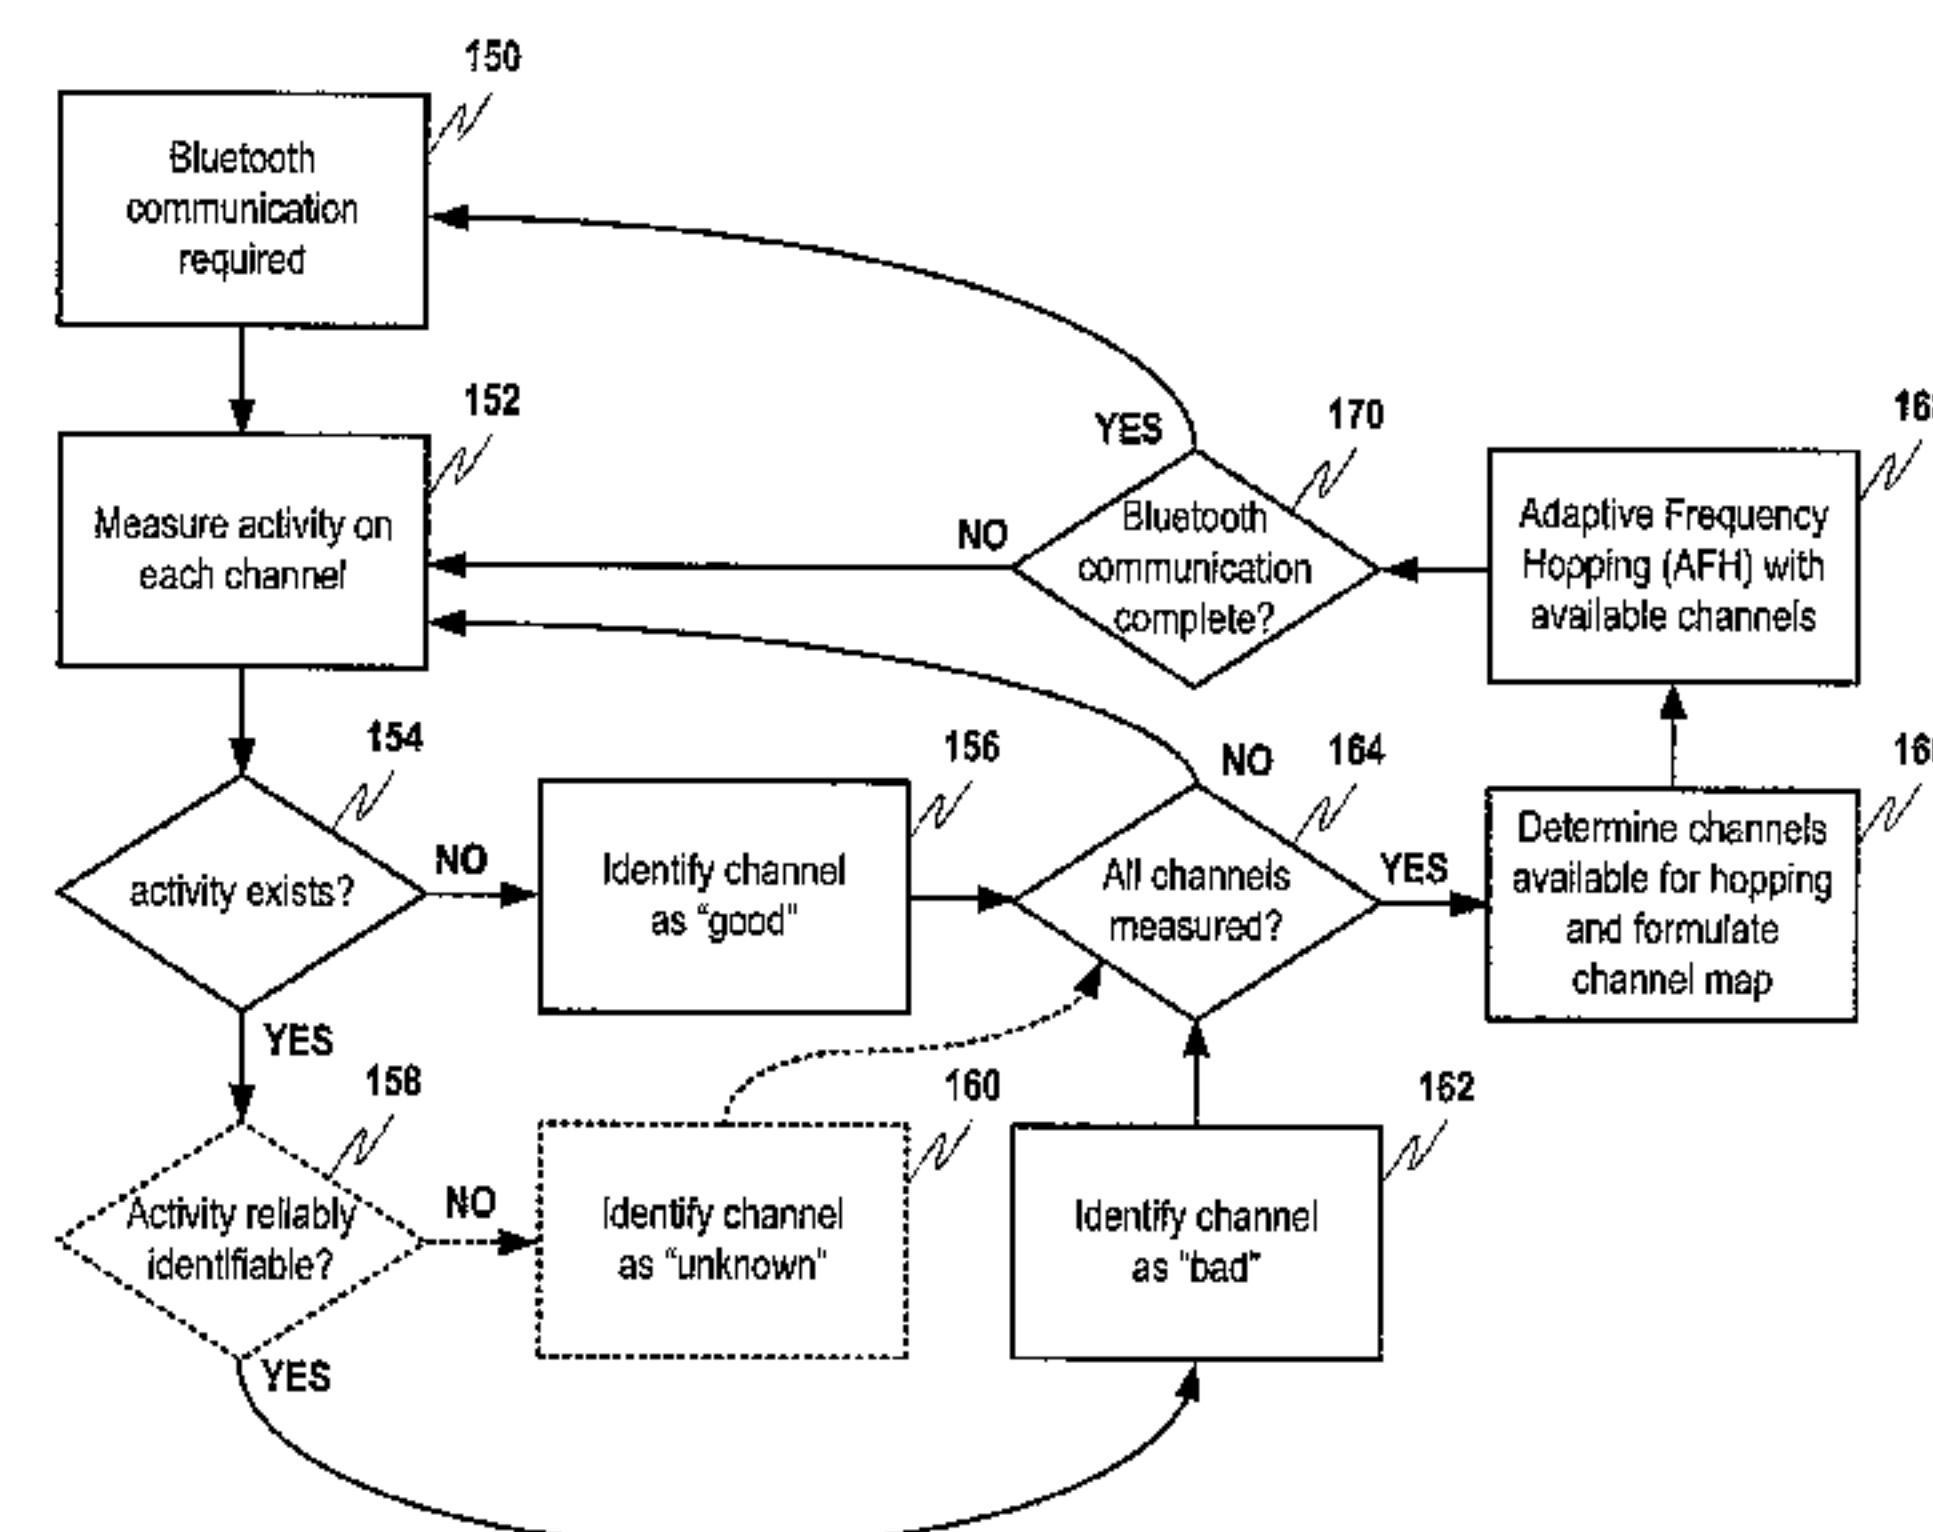 150
Bluetooth
communication
required
152
Measure activity on
each channel
YES
170
NO
Bluetooth
communication
complete?
Adaptive Frequency
Hopping (AFH) with
available channels
154
activity exists?
NO
156
Identify channel
as "good"
NO
164
All channels
measured?
YES
Determine channels
available for hopping
and formulate
channel map
YES
158
Activity reliably
identifiable?
NO
160
Identify channel
as "unknown"
162
Identify channel
as "bad"
YES